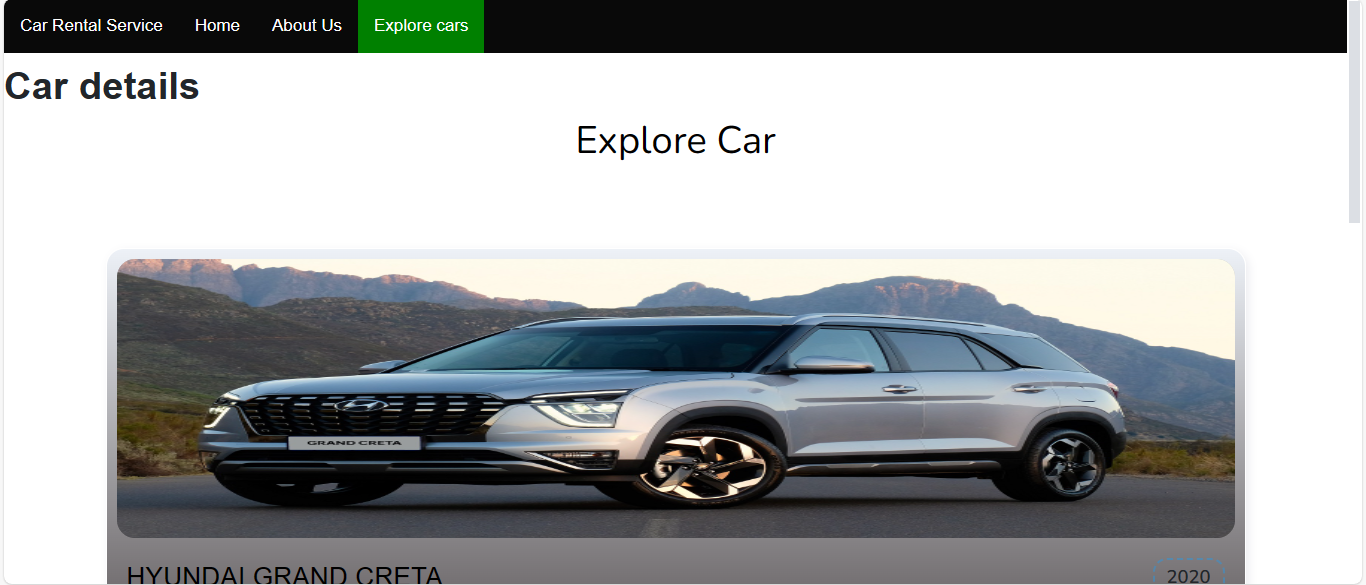 Car Rental Service Home About Us Explore cars
Car details
Explore Car
GRAND CRETA
HYUNDAI GRAND CRETA 2020